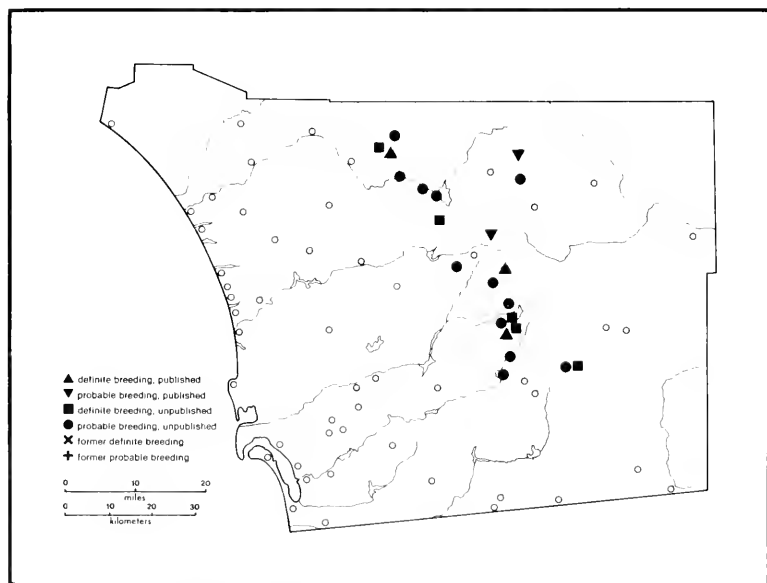 ▲ definite breeding, published
▼ probable breeding, published
■ definite breeding, unpublished
● probable breeding, unpublished
✕ former definite breeding
+ former probable breeding
0 10 20
miles
0 10 20 30
kilometers